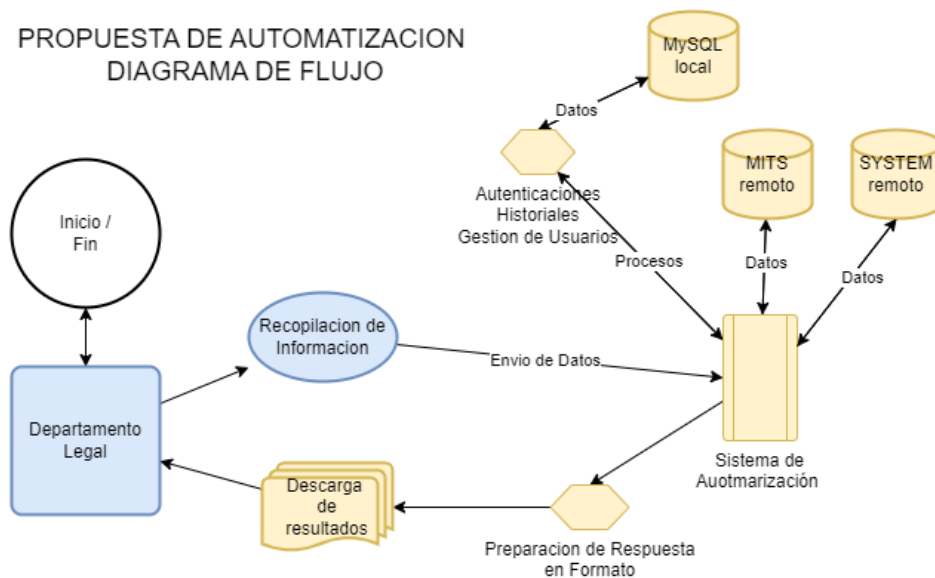 PROPUESTA DE AUTOMATIZACION
DIAGRAMA DE FLUJO
MySQL
local
Datos
MITS
remoto
SYSTEM
remoto
Autenticaciones
Historiales
Gestion de Usuarios
Inicio /
Fin
Procesos
Datos
Datos
Recopilacion de
Informacion
Envio de Datos
Departamento
Legal
Sistema de
Auotmarización
Descarga
de
resultados
Preparacion de Respuesta
en Formato